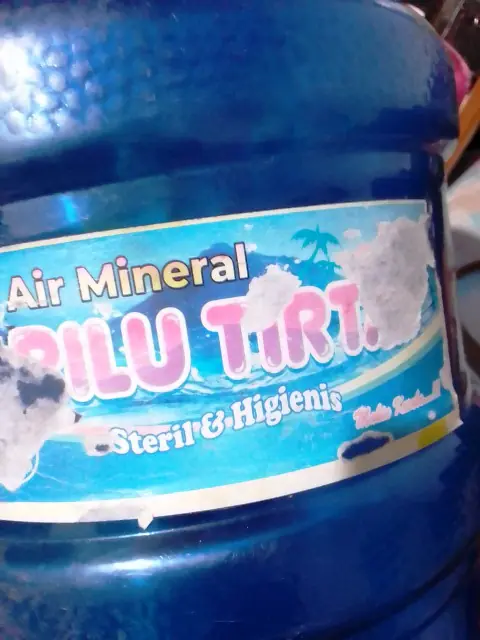 Air Mineral
PILU TIRT
Steril & Higienis